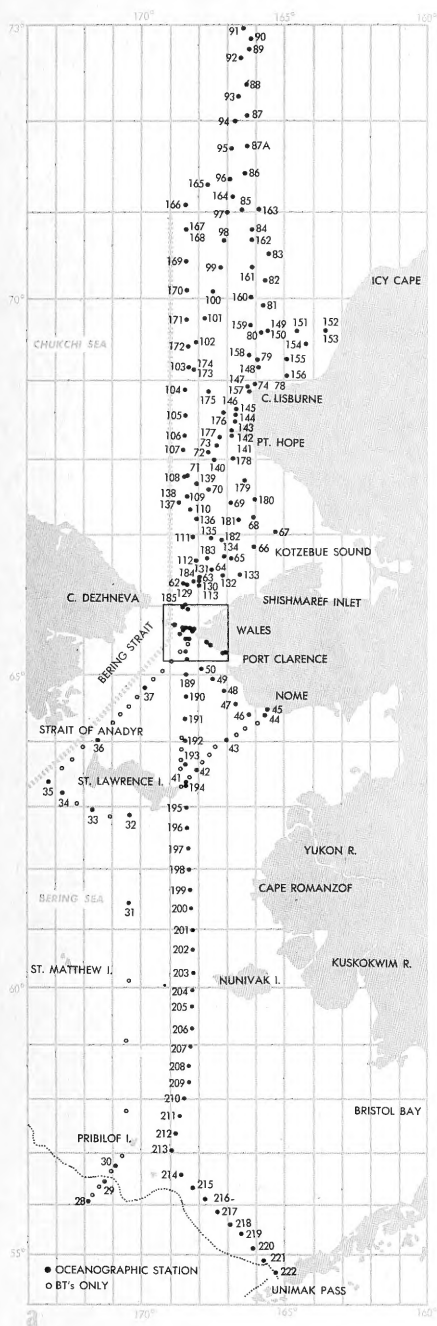 170° 165° 160°
73°
91
90
89
92
88
93
87
94
95 87A
96 86
165
164 85
166 97 163
167 98 84
168 162
83
169 99 161
82
ICY CAPE
70° 170 100 160
81
171 101 159 149 151 152
80 150 153
CHUKCHI SEA 172 102 154
158 79 155
103 174 148
173 156
147 74 78
104 175 157
C. LISBURNE
146 145
105 176 144
177 143
106 73 142 PT. HOPE
107 72 141
140 178
108 71 139 179
70
138 109 69 180
137 110
136 181 68
135 67
111 182
183 134 66 KOTZEBUE SOUND
112 65
131 64
184 63 133
62 130 132
129 113
C. DEZHNEVA 185 SHISHMAREF INLET
BERING STRAIT
WALES
65° PORT CLARENCE
50
189 49
37 190 48 NOME
47 45
191 46 44
STRAIT OF ANADYR
36 192 43
193
ST. LAWRENCE I. 41 42
35 194
34
33 32 195
196
197 YUKON R.
198
199 CAPE ROMANZOF
BERING SEA 200
31
201
202
ST. MATTHEW I. 203 KUSKOKWIM R.
NUNIVAK I.
60° 204
205
206
207
208
209
210
211 BRISTOL BAY
212
PRIBILOF I.
213
30
214
29 215
28 216
217
218
219
220
55° 221
● OCEANOGRAPHIC STATION
222
○ BT's ONLY
UNIMAK PASS
170° 165° 160°
a